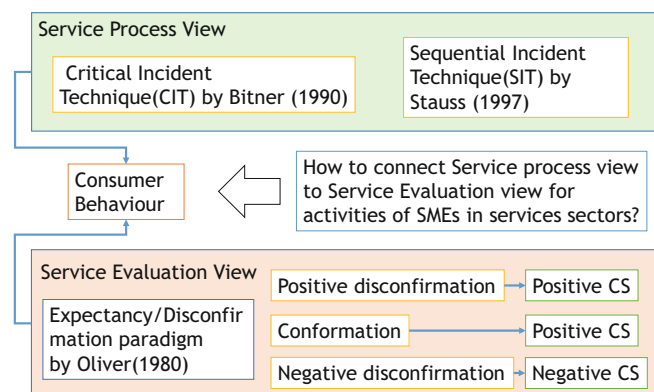 Service Process View
Critical Incident
Technique(CIT) by Bitner (1990)
Sequential Incident
Technique(SIT) by
Stauss (1997)
Consumer
Behaviour
How to connect Service process view
to Service Evaluation view for
activities of SMEs in services sectors?
Service Evaluation View
Expectancy/Disconfir
mation paradigm
by Oliver(1980)
Positive disconfirmation
Positive CS
Conformation
Positive CS
Negative disconfirmation
Negative CS